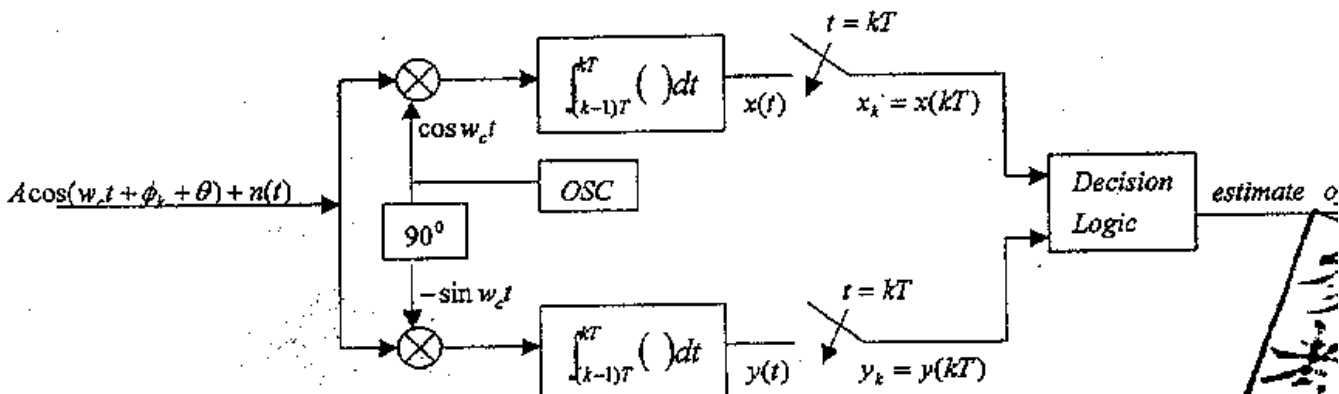 t = kT
∫_{(k-1)T}^{kT} ( )dt
x(t)
x_k = x(kT)
cos w_c t
A cos(w_c t + ϕ_k + θ) + n(t)
OSC
Decision
Logic
estimate
90⁰
-sin w_c t
t = kT
∫_{(k-1)T}^{kT} ( )dt
y(t)
y_k = y(kT)